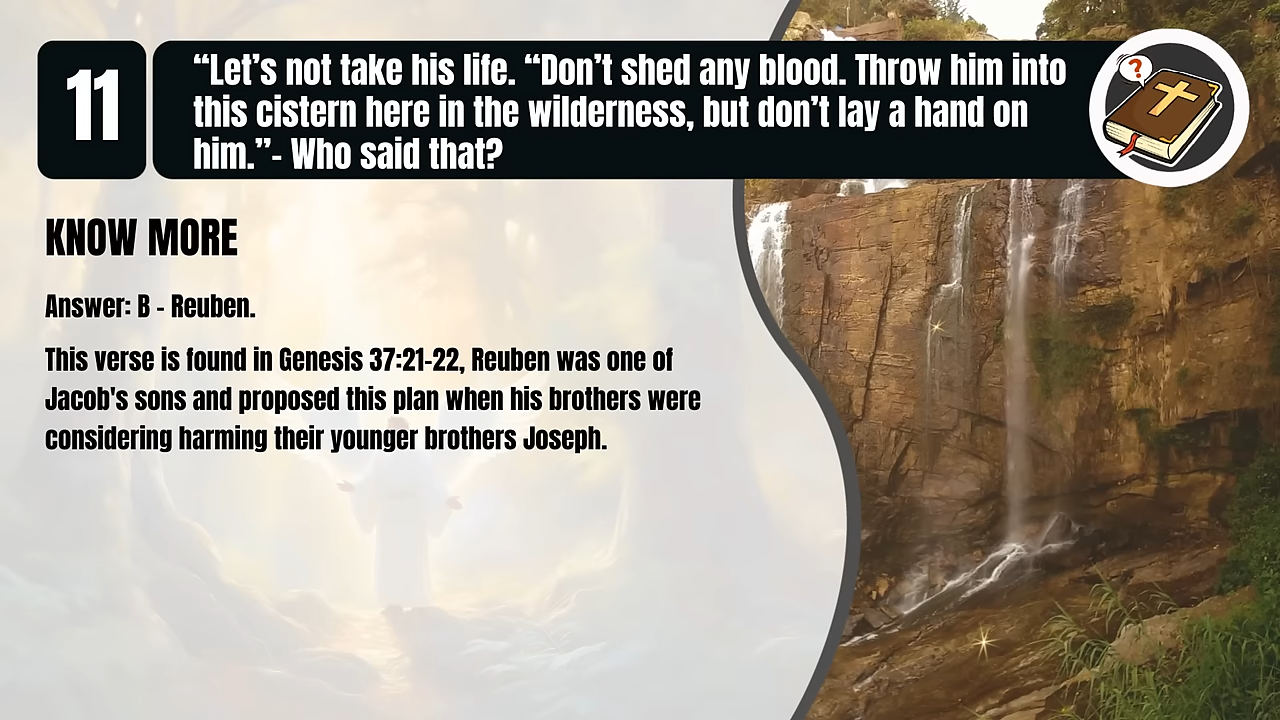 11
“Let’s not take his life. “Don’t shed any blood. Throw him into
this cistern here in the wilderness, but don’t lay a hand on
him.”- Who said that?
?
KNOW MORE
Answer: B - Reuben.
This verse is found in Genesis 37:21-22, Reuben was one of
Jacob's sons and proposed this plan when his brothers were
considering harming their younger brothers Joseph.